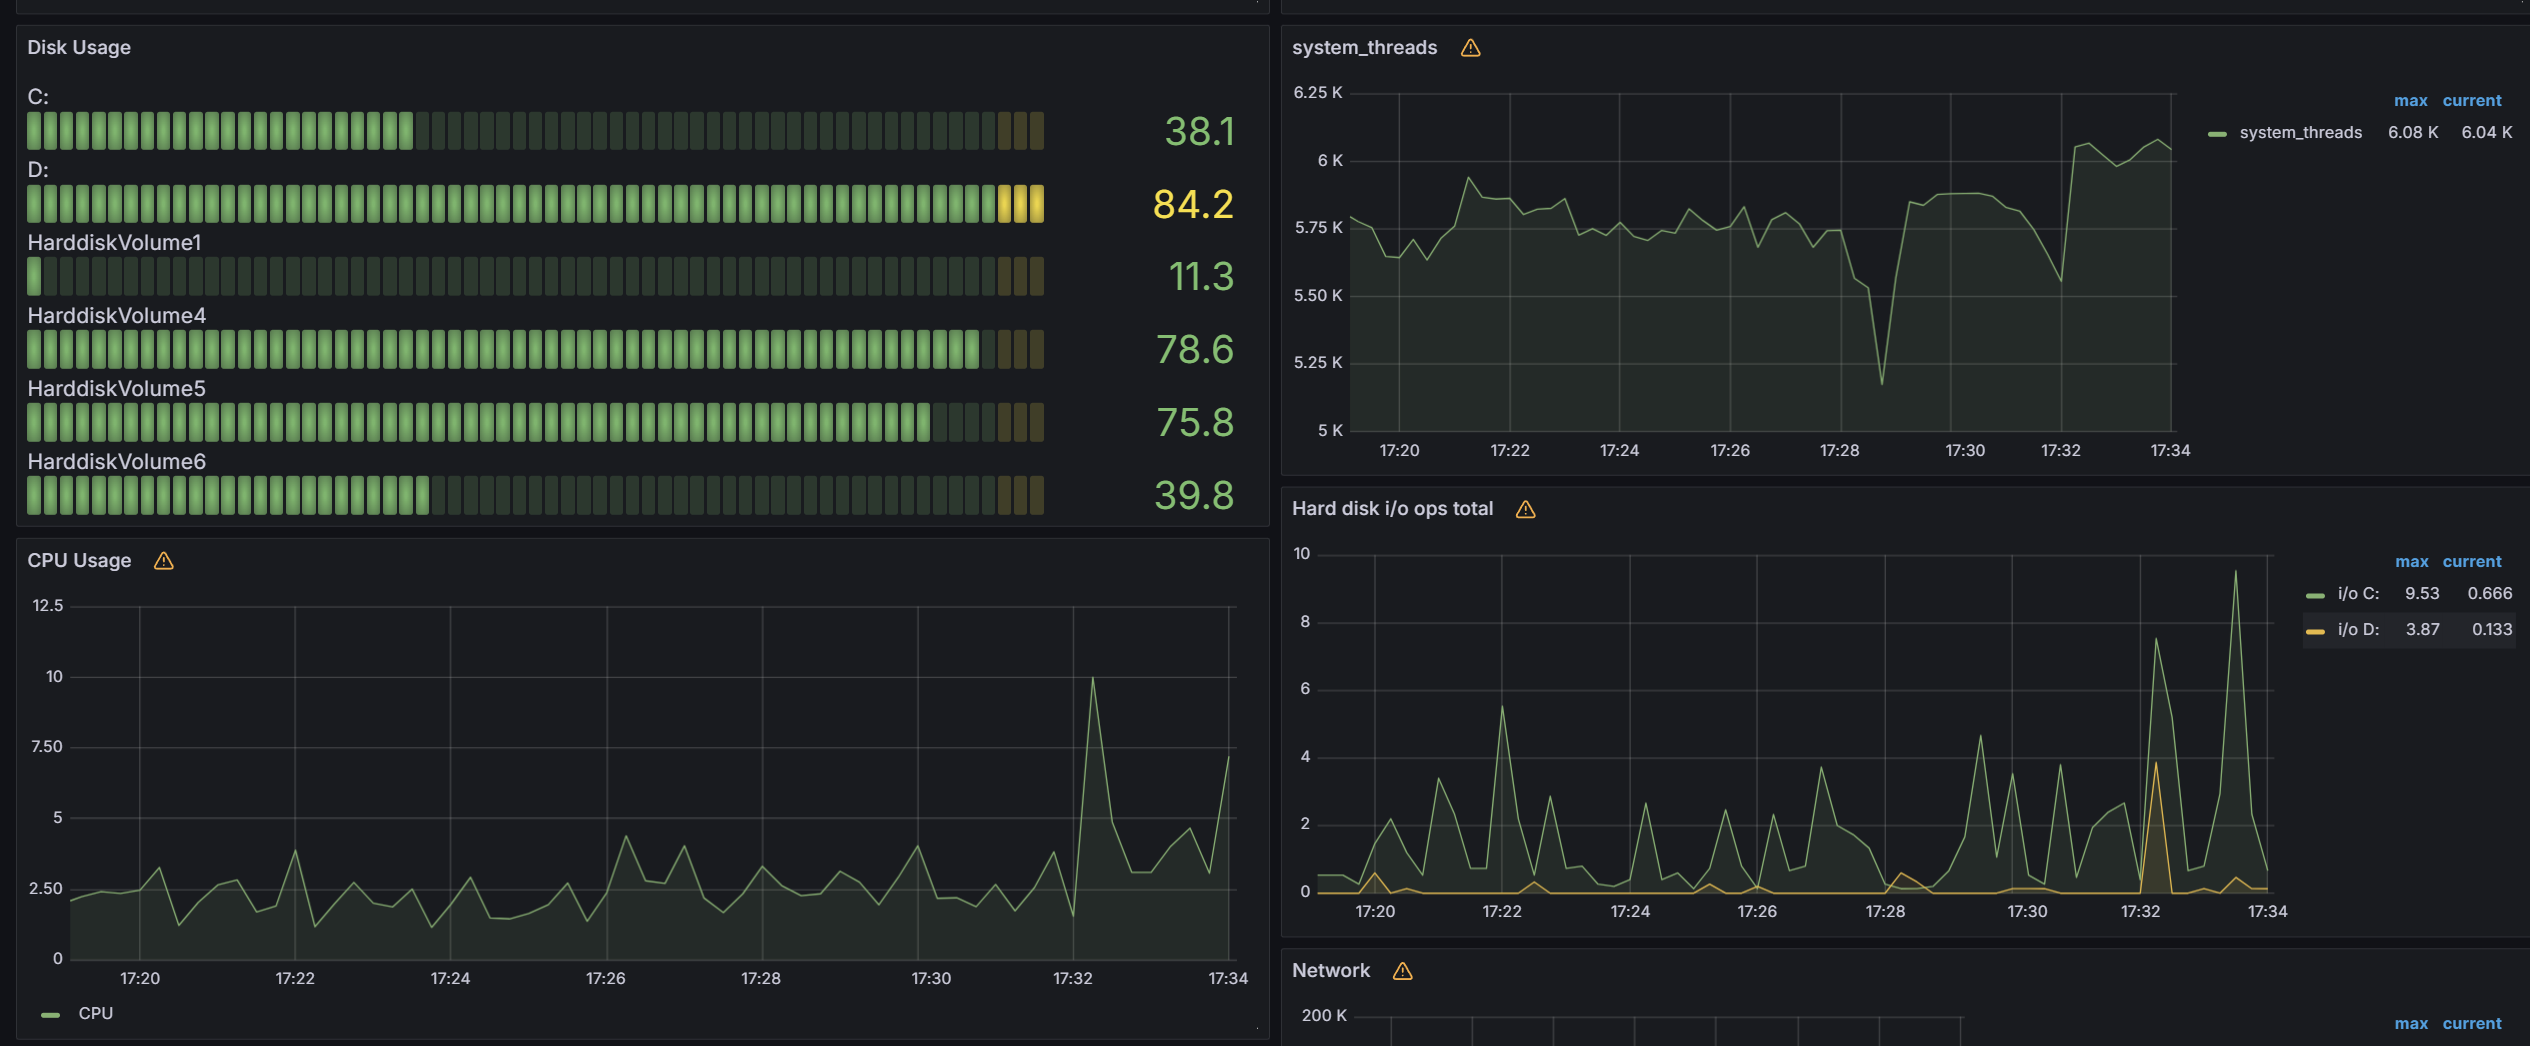 Disk Usage
C:
38.1
D:
84.2
HarddiskVolume1
11.3
HarddiskVolume4
78.6
HarddiskVolume5
75.8
HarddiskVolume6
39.8
CPU Usage
12.5
10
7.50
5
2.50
0
17:20 17:22 17:24 17:26 17:28 17:30 17:32 17:34
CPU
system_threads
6.25 K
6 K
5.75 K
5.50 K
5.25 K
5 K
17:20 17:22 17:24 17:26 17:28 17:30 17:32 17:34
max current
system_threads 6.08 K 6.04 K
Hard disk i/o ops total
10
8
6
4
2
0
17:20 17:22 17:24 17:26 17:28 17:30 17:32 17:34
max current
i/o C: 9.53 0.666
i/o D: 3.87 0.133
Network
200 K
max current